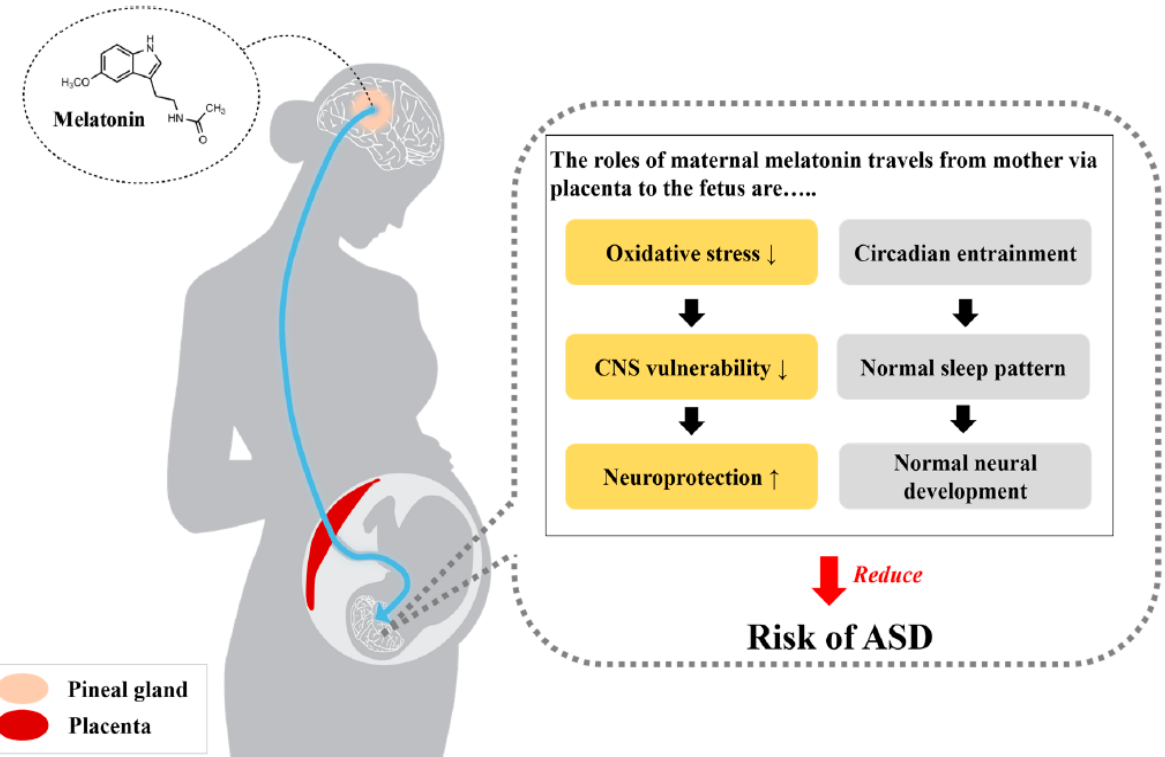 H
N
H₃CO
CH₃
Melatonin
HN
O
The roles of maternal melatonin travels from mother via
placenta to the fetus are…..
Oxidative stress ↓
CNS vulnerability ↓
Neuroprotection ↑
Circadian entrainment
Normal sleep pattern
Normal neural
development
Reduce
Risk of ASD
Pineal gland
Placenta